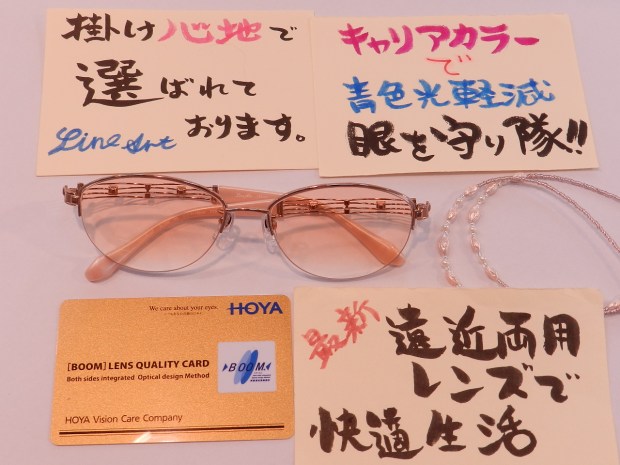 掛け心地で
選ばれて
おります。
Line Art
キャリアカラー
で
青色光軽減
眼を守り隊!!
We care about your eyes
HOYA
[BOOM] LENS QUALITY CARD
Both sides integrated Optical design Method
BOOM
HOYA Vision Care Company
最新
遠近両用
レンズで
快適生活